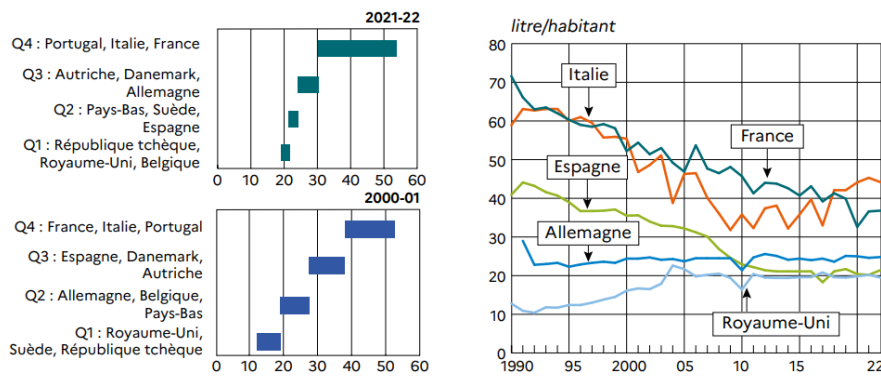 2021-22
Q4 : Portugal, Italie, France
Q3 : Autriche, Danemark,
Allemagne
Q2 : Pays-Bas, Suède,
Espagne
Q1 : République tchèque,
Royaume-Uni, Belgique
0 10 20 30 40 50 60
2000-01
Q4 : France, Italie, Portugal
Q3 : Espagne, Danemark,
Autriche
Q2 : Allemagne, Belgique,
Pays-Bas
Q1 : Royaume-Uni,
Suède, République tchèque
0 10 20 30 40 50 60
litre/habitant
80
70
60
50
40
30
20
10
0
Italie
France
Espagne
Allemagne
Royaume-Uni
1990 95 2000 05 10 15 22